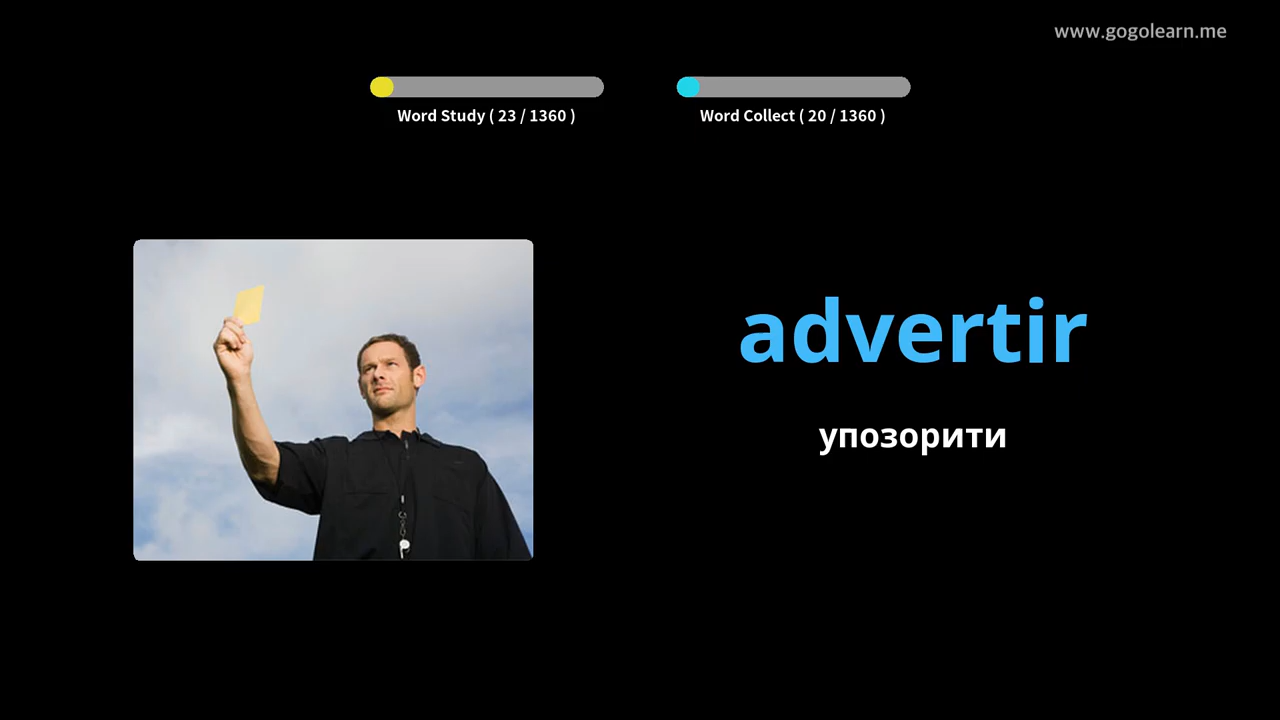 www.gogolearn.me
Word Study ( 23 / 1360 )
Word Collect ( 20 / 1360 )
advertir
упозорити